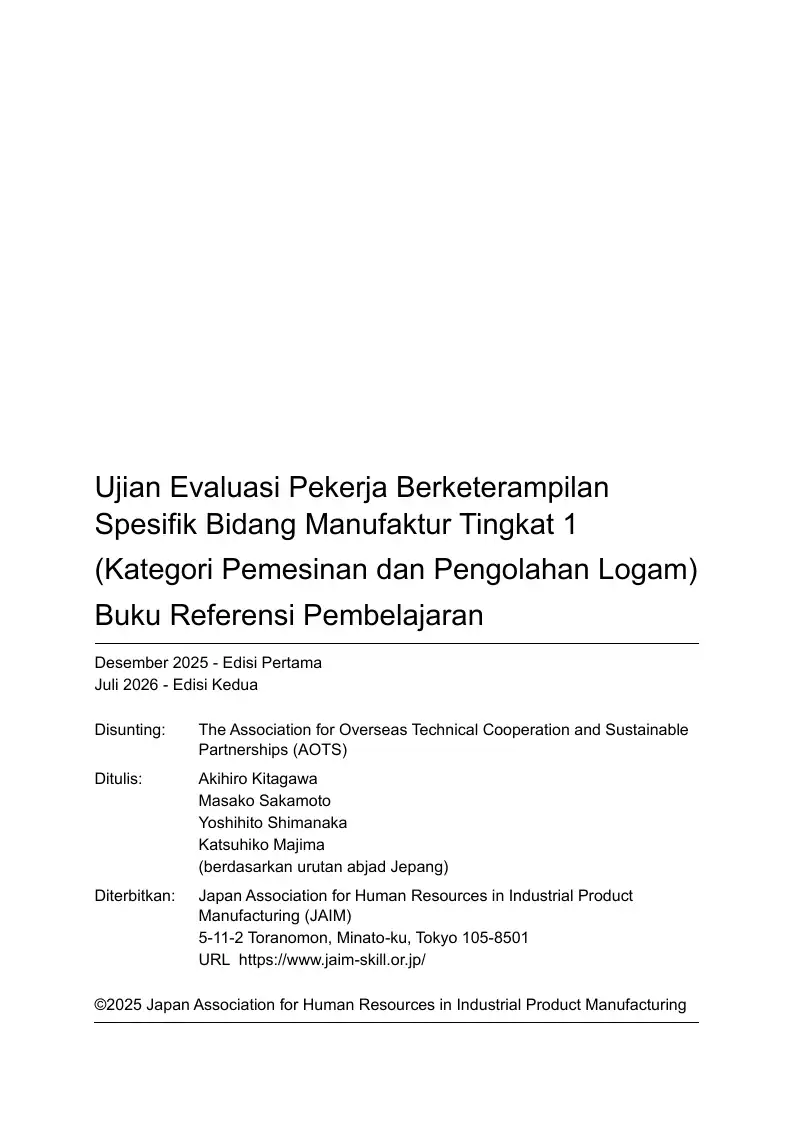 Ujian Evaluasi Pekerja Berketerampilan
Spesifik Bidang Manufaktur Tingkat 1
(Kategori Pemesinan dan Pengolahan Logam)
Buku Referensi Pembelajaran
Desember 2025 - Edisi Pertama
Juli 2026 - Edisi Kedua
Disunting: The Association for Overseas Technical Cooperation and Sustainable
Partnerships (AOTS)
Ditulis: Akihiro Kitagawa
Masako Sakamoto
Yoshihito Shimanaka
Katsuhiko Majima
(berdasarkan urutan abjad Jepang)
Diterbitkan: Japan Association for Human Resources in Industrial Product
Manufacturing (JAIM)
5-11-2 Toranomon, Minato-ku, Tokyo 105-8501
URL https://www.jaim-skill.or.jp/
©2025 Japan Association for Human Resources in Industrial Product Manufacturing